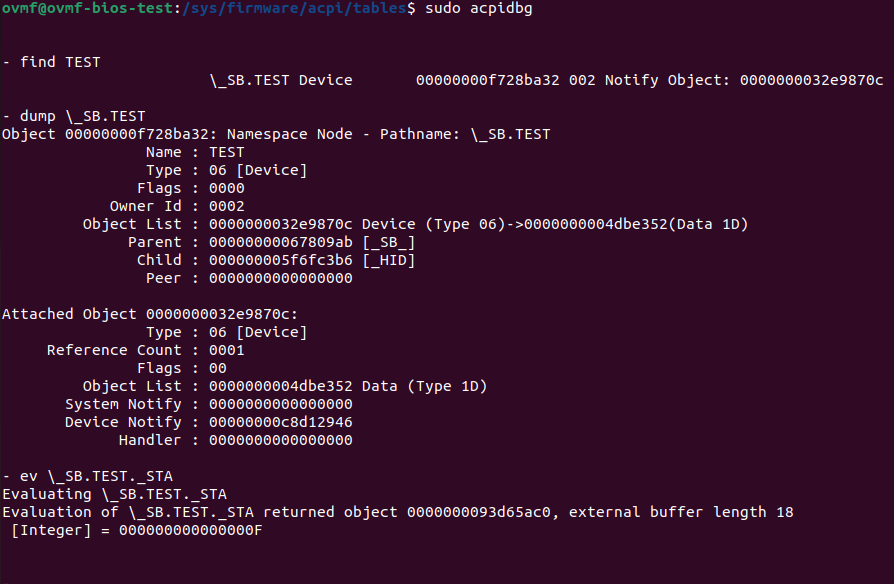 ovmf@ovmf-bios-test:/sys/firmware/acpi/tables$ sudo acpidbg
- find TEST
\_SB.TEST Device 00000000f728ba32 002 Notify Object: 0000000032e9870c
- dump \_SB.TEST
Object 00000000f728ba32: Namespace Node - Pathname: \_SB.TEST
Name : TEST
Type : 06 [Device]
Flags : 0000
Owner Id : 0002
Object List : 0000000032e9870c Device (Type 06)->0000000004dbe352(Data 1D)
Parent : 00000000067809ab [_SB_]
Child : 000000005f6fc3b6 [_HID]
Peer : 0000000000000000
Attached Object 0000000032e9870c:
Type : 06 [Device]
Reference Count : 0001
Flags : 00
Object List : 0000000004dbe352 Data (Type 1D)
System Notify : 0000000000000000
Device Notify : 00000000c8d12946
Handler : 0000000000000000
- ev \_SB.TEST._STA
Evaluating \_SB.TEST._STA
Evaluation of \_SB.TEST._STA returned object 0000000093d65ac0, external buffer length 18
[Integer] = 000000000000000F